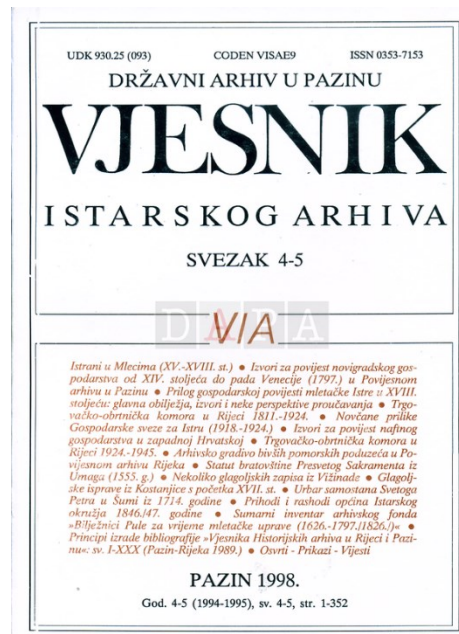 UDK 930.25 (093) CODEN VISAE9 ISSN 0353-7153
DRŽAVNI ARHIV U PAZINU
VJESNIK
ISTARSKOG ARHIVA
SVEZAK 4-5
DAPA
VIA
Istrani u Mlecima (XV.-XVIII. st.) ● Izvori za povijest novigradskog gos-
podarstva od XIV. stoljeća do pada Venecije (1797.) u Povijesnom
arhivu u Pazinu ● Prilog gospodarskoj povijesti mletačke Istre u XVIII.
stoljeću: glavna obilježja, izvori i neke perspektive proučavanja ● Trgo-
vačko-obrtnička komora u Rijeci 1811.-1924. ● Novčane prilike
Gospodarske sveze za Istru (1918.-1924.) ● Izvori za povijest naftnog
gospodarstva u zapadnoj Hrvatskoj ● Trgovačko-obrtnička komora u
Rijeci 1924.-1945. ● Arhivsko gradivo bivših pomorskih poduzeća u Po-
vijesnom arhivu Rijeka ● Statut bratovštine Presvetog Sakramenta iz
Umaga (1555. g.) ● Nekoliko glagoljskih zapisa iz Vižinade ● Glagolj-
ske isprave iz Kostanjice s početka XVII. st. ● Urbar samostana Svetoga
Petra u Šumi iz 1714. godine ● Prihodi i rashodi općina Istarskog
okružja 1846./47. godine ● Sumarni inventar arhivskog fonda
»Bilježnici Pule za vrijeme mletačke uprave (1626.-1797./1826.)« ●
Principi izrade bibliografije »Vjesnika Historijskih arhiva u Rijeci i Pazi-
nu«: sv. I-XXX (Pazin-Rijeka 1989.) ● Osvrti - Prikazi - Vijesti
PAZIN 1998.
God. 4-5 (1994-1995), sv. 4-5, str. 1-352